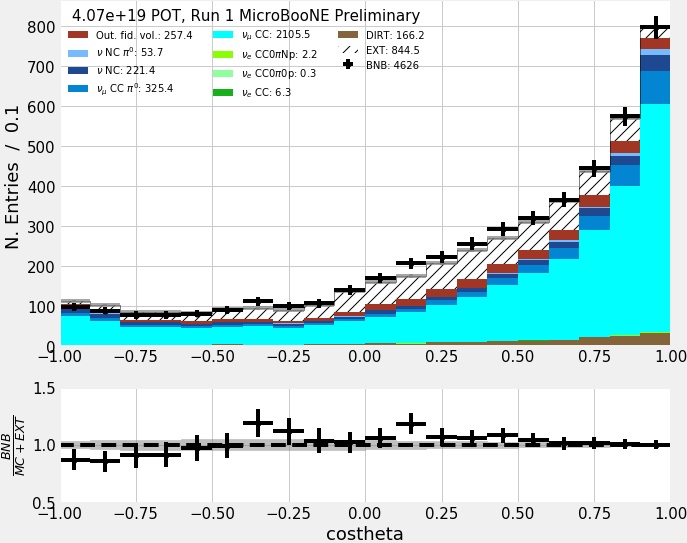 4.07e+19 POT, Run 1 MicroBooNE Preliminary
Out. fid. vol.: 257.4
ν NC π⁰: 53.7
ν NC: 221.4
ν_μ CC π⁰: 325.4
ν_μ CC: 2105.5
ν_e CC0πNp: 2.2
ν_e CC0π0p: 0.3
ν_e CC: 6.3
DIRT: 166.2
EXT: 844.5
BNB: 4626
N. Entries / 0.1
800
700
600
500
400
300
200
100
0
−1.00 −0.75 −0.50 −0.25 0.00 0.25 0.50 0.75 1.00
BNB
MC + EXT
1.5
1.0
0.5
−1.00 −0.75 −0.50 −0.25 0.00 0.25 0.50 0.75 1.00
costheta